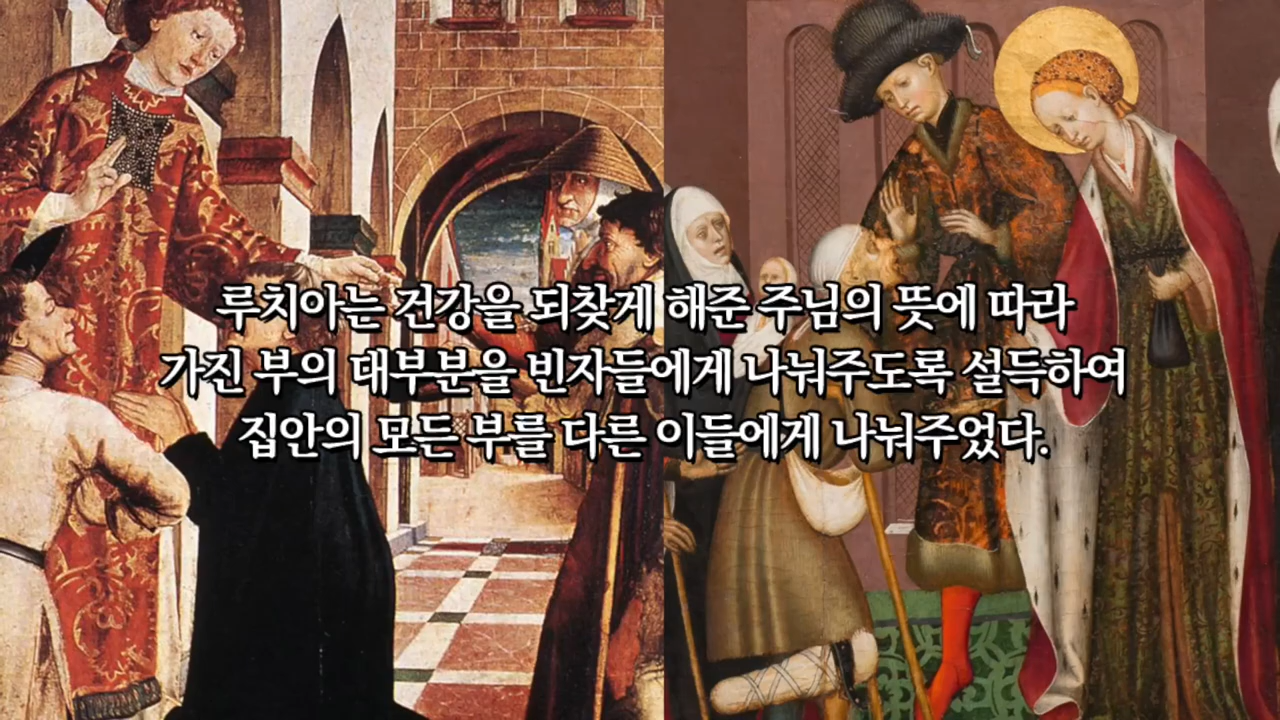 루치아는 건강을 되찾게 해준 주님의 뜻에 따라
가진 부의 대부분을 빈자들에게 나눠주도록 설득하여
집안의 모든 부를 다른 이들에게 나눠주었다.